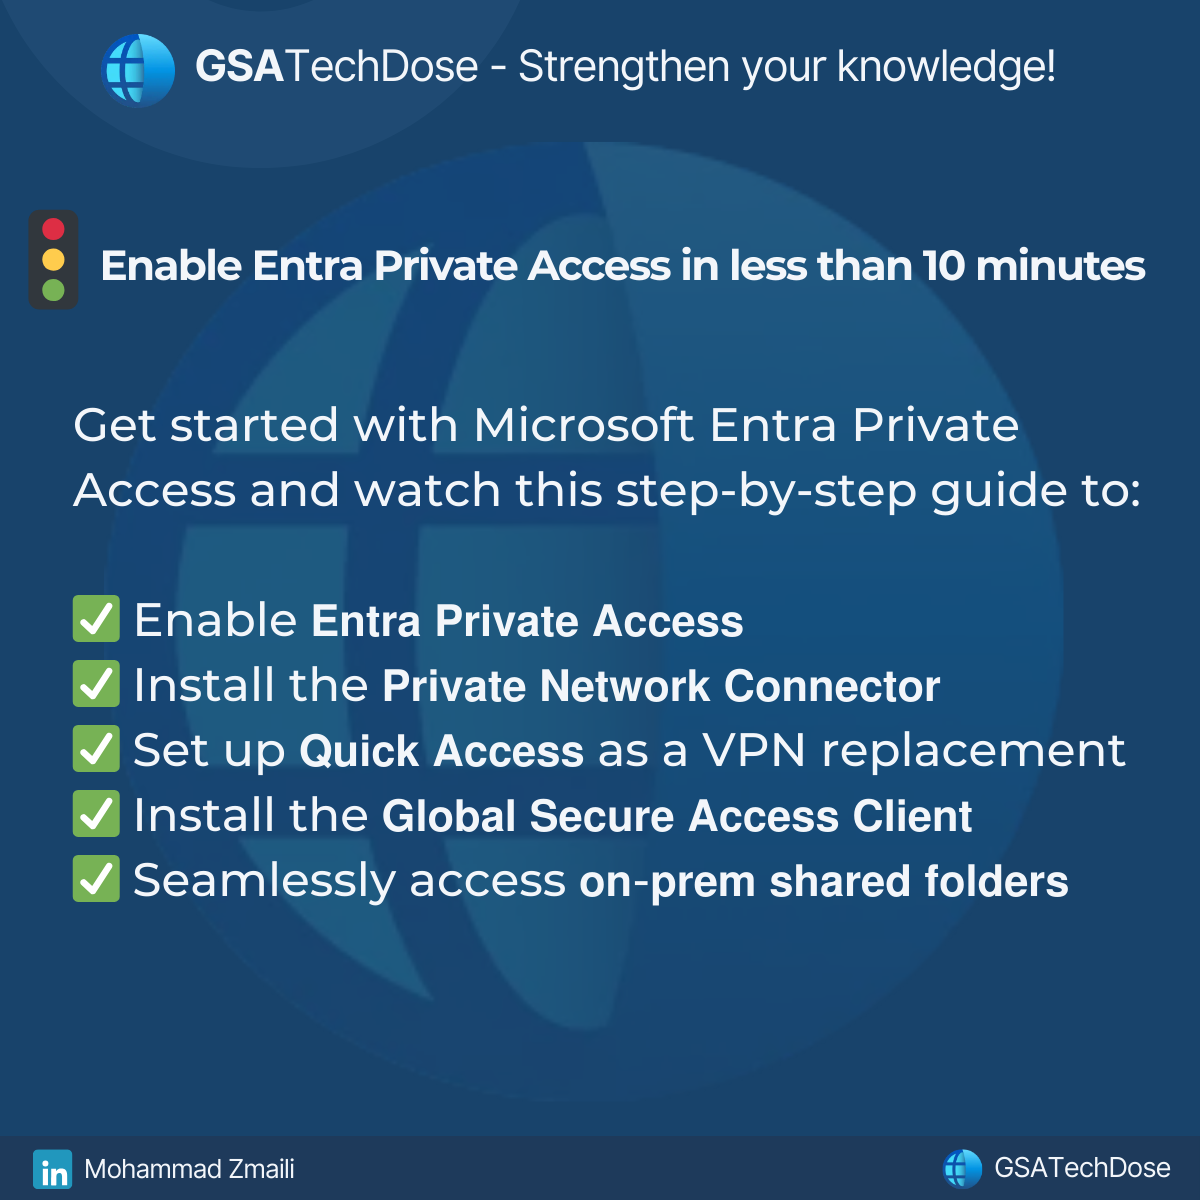 GSATechDose - Strengthen your knowledge!
Enable Entra Private Access in less than 10 minutes
Get started with Microsoft Entra Private
Access and watch this step-by-step guide to:
✅ Enable Entra Private Access
✅ Install the Private Network Connector
✅ Set up Quick Access as a VPN replacement
✅ Install the Global Secure Access Client
✅ Seamlessly access on-prem shared folders
in Mohammad Zmaili
GSATechDose